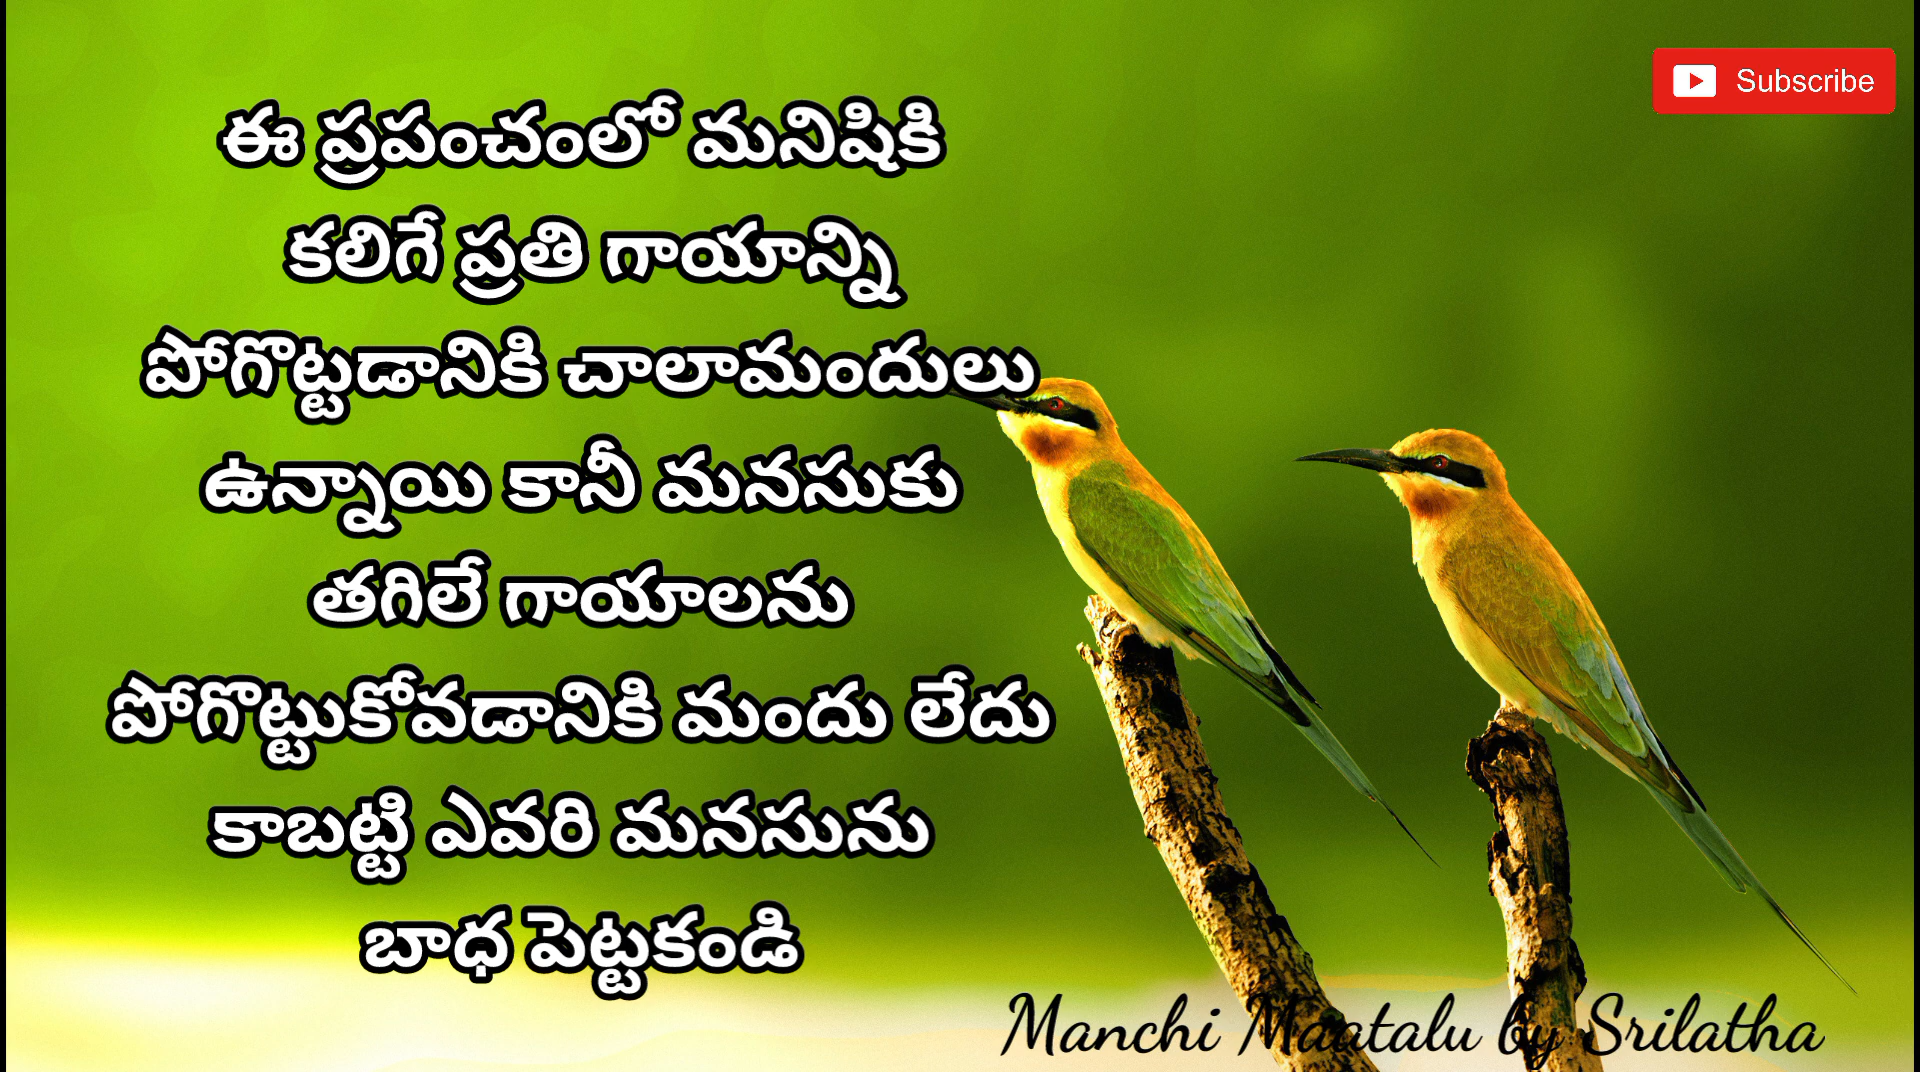 ఈ ప్రపంచంలో మనిషికి
కలిగే ప్రతి గాయాన్ని
పోగొట్టడానికి చాలామందులు
ఉన్నాయి కానీ మనసుకు
తగిలే గాయాలను
పోగొట్టుకోవడానికి మందు లేదు
కాబట్టి ఎవరి మనసును
బాధ పెట్టకండి
Subscribe
Manchi Maatalu by Srilatha